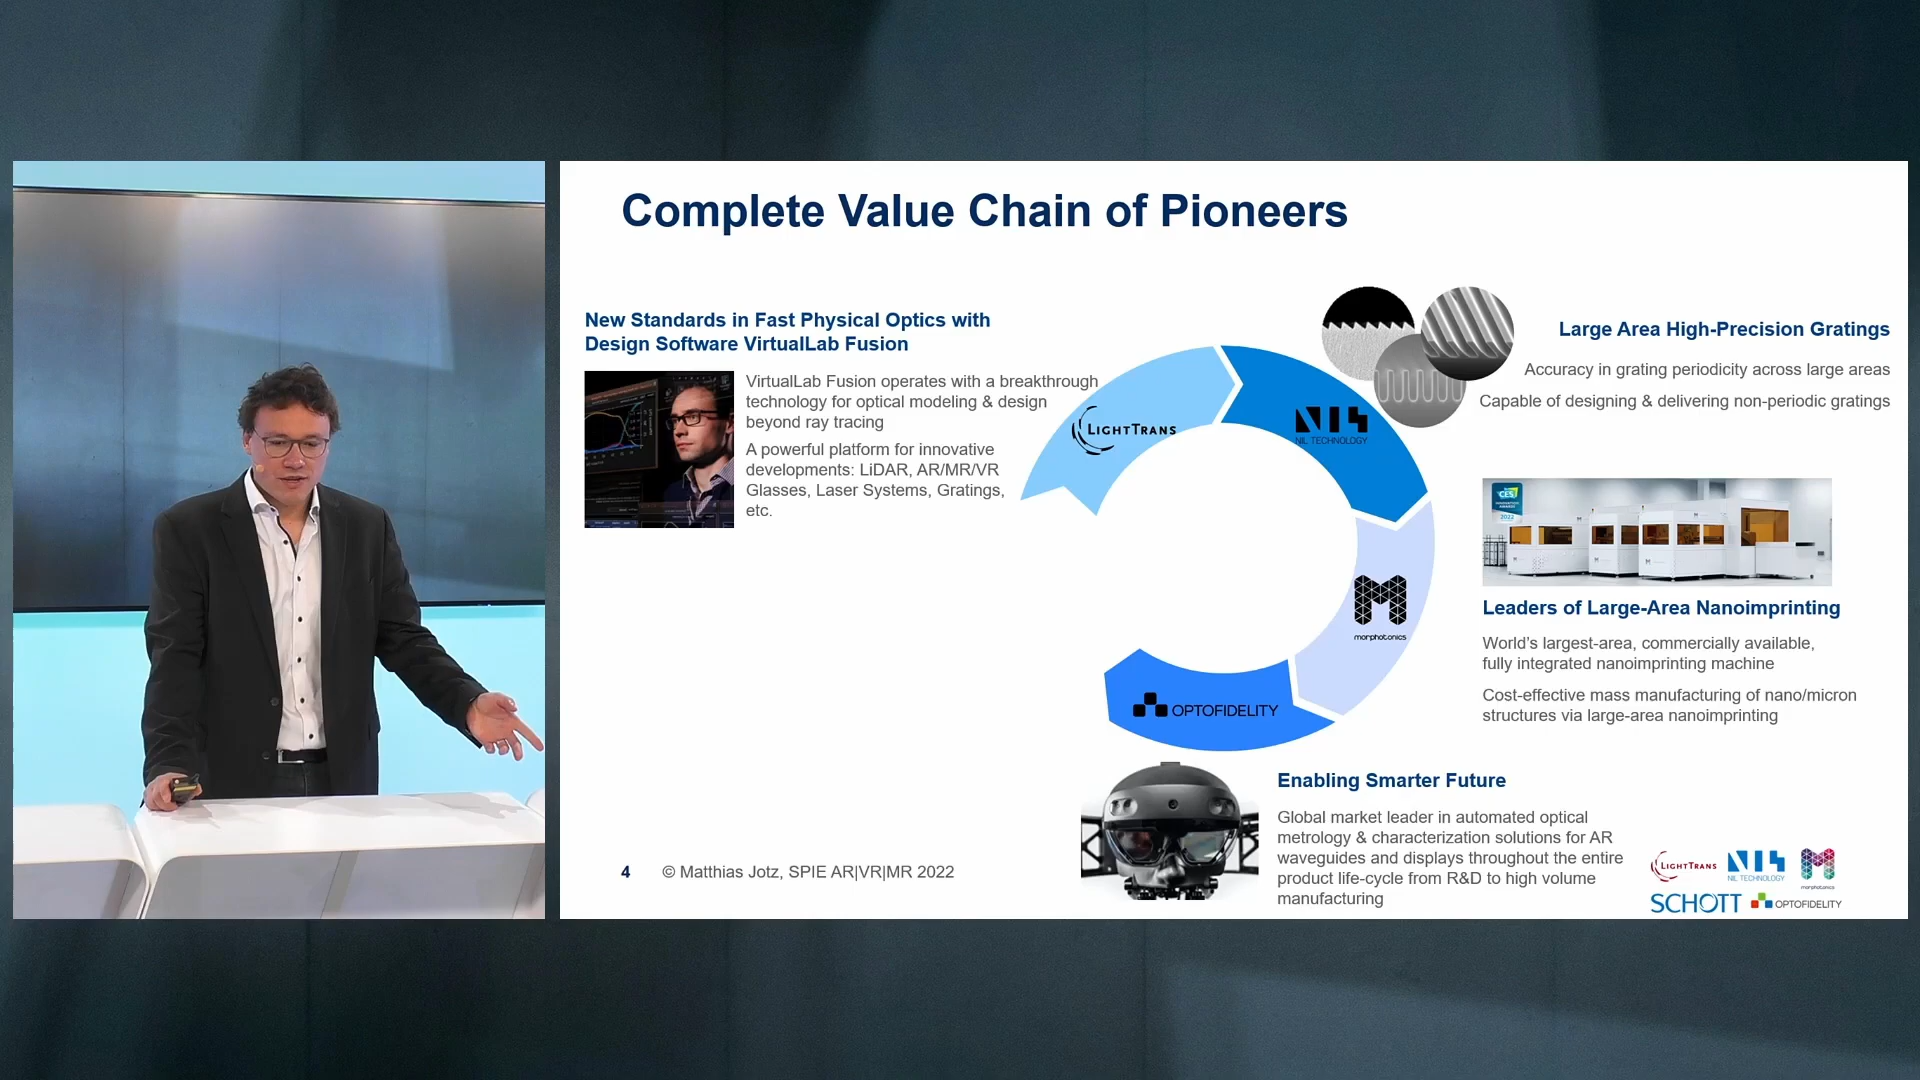 Complete Value Chain of Pioneers
New Standards in Fast Physical Optics with
Design Software VirtualLab Fusion
VirtualLab Fusion operates with a breakthrough
technology for optical modeling & design
beyond ray tracing
A powerful platform for innovative
developments: LiDAR, AR/MR/VR
Glasses, Laser Systems, Gratings,
etc.
LIGHTTRANS
NIL
NIL TECHNOLOGY
Large Area High-Precision Gratings
Accuracy in grating periodicity across large areas
Capable of designing & delivering non-periodic gratings
CES
2022
Leaders of Large-Area Nanoimprinting
World's largest-area, commercially available,
fully integrated nanoimprinting machine
Cost-effective mass manufacturing of nano/micron
structures via large-area nanoimprinting
morphotonics
OPTOFIDELITY
Enabling Smarter Future
Global market leader in automated optical
metrology & characterization solutions for AR
waveguides and displays throughout the entire
product life-cycle from R&D to high volume
manufacturing
4 © Matthias Jotz, SPIE AR|VR|MR 2022
LIGHTTRANS
NIL
NIL TECHNOLOGY
morphotonics
SCHOTT
OPTOFIDELITY